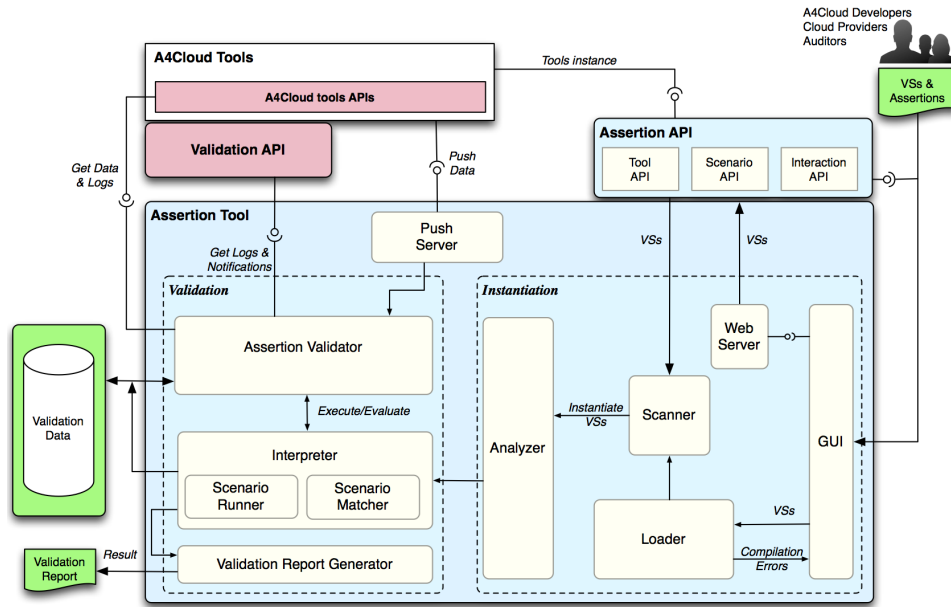 A4Cloud Developers
Cloud Providers
Auditors
A4Cloud Tools
Tools instance
A4Cloud tools APIs
VSs &
Assertions
Assertion API
Validation API
Tool
API
Scenario
API
Interaction
API
Get Data
& Logs
Push
Data
Assertion Tool
Push
Server
VSs
VSs
Get Logs &
Notifications
Validation
Instantiation
Assertion Validator
Web
Server
Validation
Data
Execute/Evaluate
Instantiate
VSs
Scanner
Analyzer
GUI
Interpreter
Scenario
Runner
Scenario
Matcher
VSs
Loader
Compilation
Errors
Result
Validation
Report
Validation Report Generator